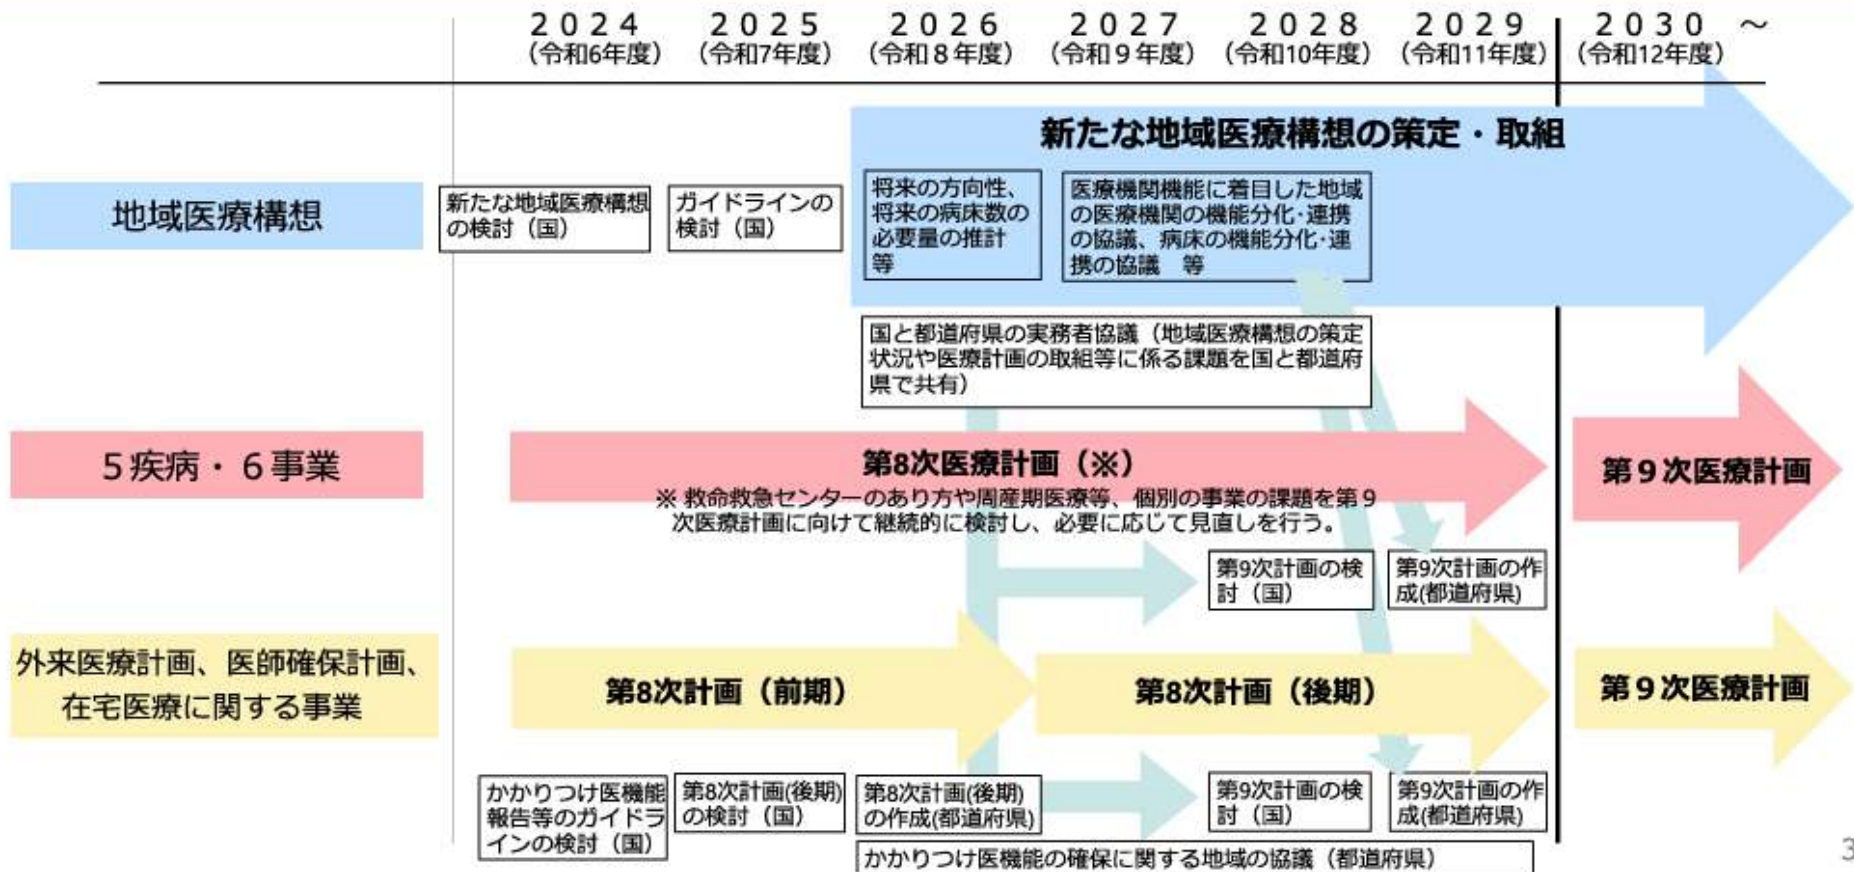 ２０２４
２０２５
２０２６
２０２７
２０２８
２０２９
２０３０　～
（令和6年度）
（令和7年度）
（令和８年度）
（令和９年度）
（令和10年度）
（令和11年度）
（令和12年度）
新たな地域医療構想の策定・取組
地域医療構想
新たな地域医療構想
の検討（国）
ガイドラインの
検討（国）
将来の方向性、
将来の病床数の
必要量の推計
等
医療機関機能に着目した地域
の医療機関の機能分化･連携
の協議、病床の機能分化･連
携の協議　等
国と都道府県の実務者協議（地域医療構想の策定
状況や医療計画の取組等に係る課題を国と都道府
県で共有）
５疾病・６事業
第8次医療計画（※）
※ 救命救急センターのあり方や周産期医療等、個別の事業の課題を第９
次医療計画に向けて継続的に検討し、必要に応じて見直しを行う。
第９次医療計画
第9次計画の検
討（国）
第9次計画の作
成(都道府県)
外来医療計画、医師確保計画、
在宅医療に関する事業
第8次計画（前期）
第8次計画（後期）
第９次医療計画
かかりつけ医機能
報告等のガイドラ
インの検討（国）
第8次計画(後期)
の検討（国）
第8次計画(後期)
の作成(都道府県)
第9次計画の検
討（国）
第9次計画の作
成(都道府県)
かかりつけ医機能の確保に関する地域の協議（都道府県）
3